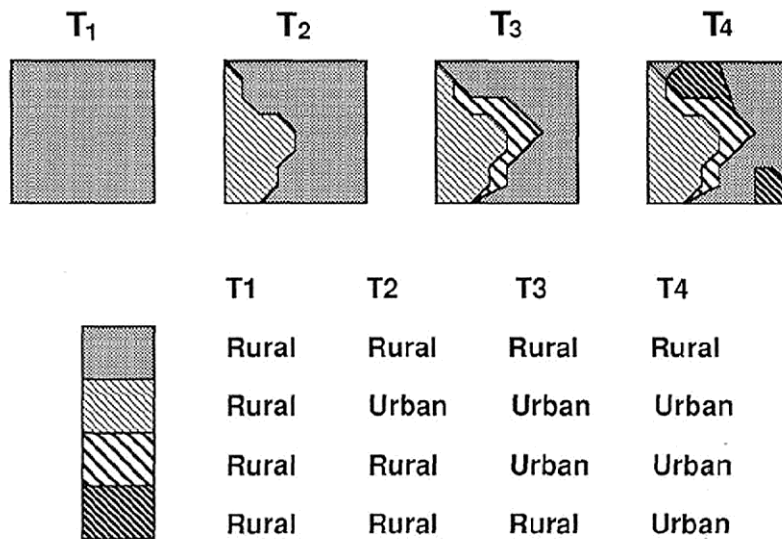 T1 T2 T3 T4
T1 T2 T3 T4
Rural Rural Rural Rural
Rural Urban Urban Urban
Rural Rural Urban Urban
Rural Rural Rural Urban